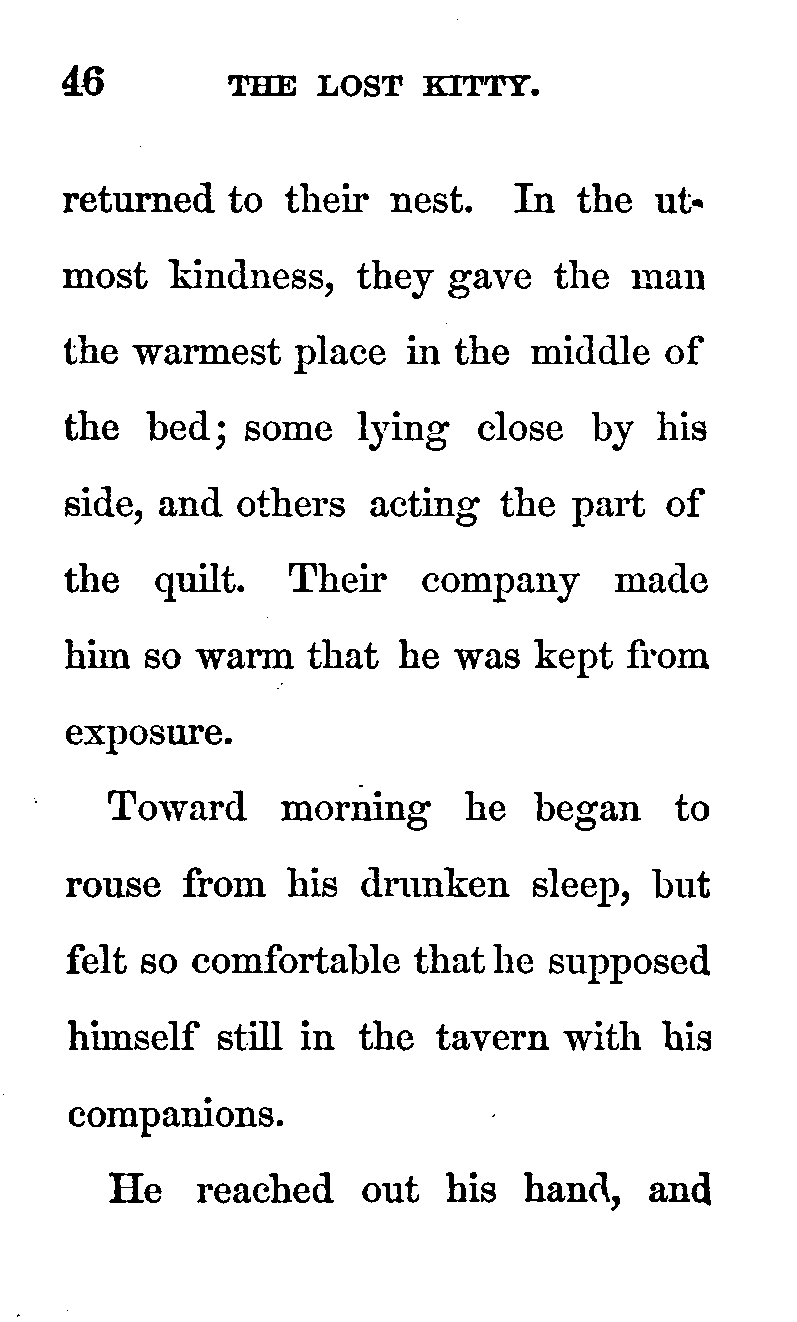 46 THE LOST KITTY.
returned to their nest. In the ut-
most kindness, they gave the man
the warmest place in the middle of
the bed; some lying close by his
side, and others acting the part of
the quilt. Their company made
him so warm that he was kept from
exposure.
Toward morning he began to
rouse from his drunken sleep, but
felt so comfortable that he supposed
himself still in the tavern with his
companions.
He reached out his hand, and